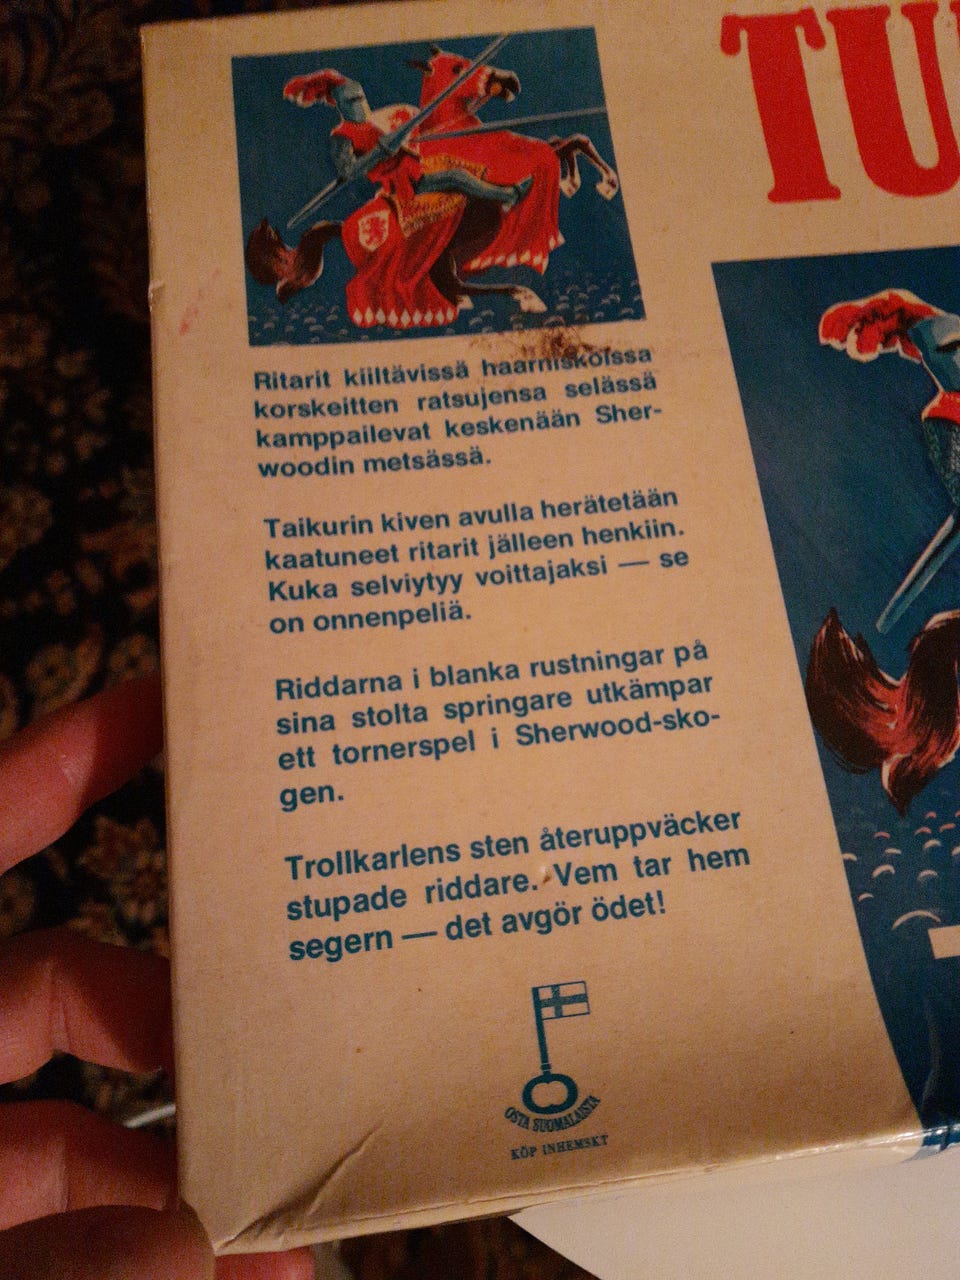 TU
Ritarit kiiltävissä haarniskoissa
korskeitten ratsujensa selässä
kamppailevat keskenään Sher-
woodin metsässä.
Taikurin kiven avulla herätetään
kaatuneet ritarit jälleen henkiin.
Kuka selviytyy voittajaksi — se
on onnenpeliä.
Riddarna i blanka rustningar på
sina stolta springare utkämpar
ett tornerspel i Sherwood-sko-
gen.
Trollkarlens sten återuppväcker
stupade riddare. Vem tar hem
segern — det avgör ödet!
OSTA SUOMALAISTA
KÖP INHEMSKT